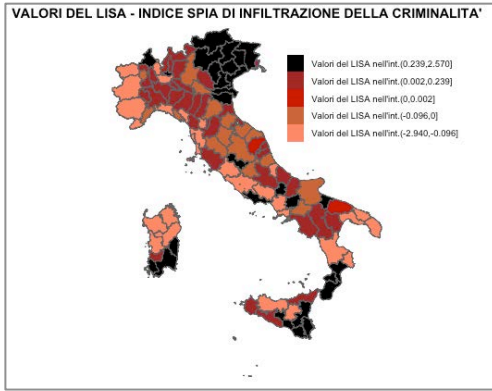 VALORI DEL LISA - INDICE SPIA DI INFILTRAZIONE DELLA CRIMINALITA'
Valori del LISA nell'int.(0.239,2.570]
Valori del LISA nell'int.(0.002,0.239]
Valori del LISA nell'int.(0,0.002]
Valori del LISA nell'int.(-0.096,0]
Valori del LISA nell'int.(-2.940,-0.096]